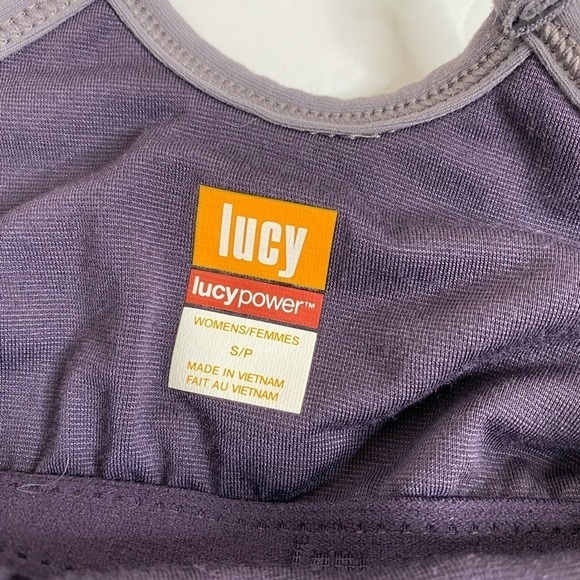 lucy
lucypower™
WOMENS/FEMMES
S/P
MADE IN VIETNAM
FAIT AU VIETNAM